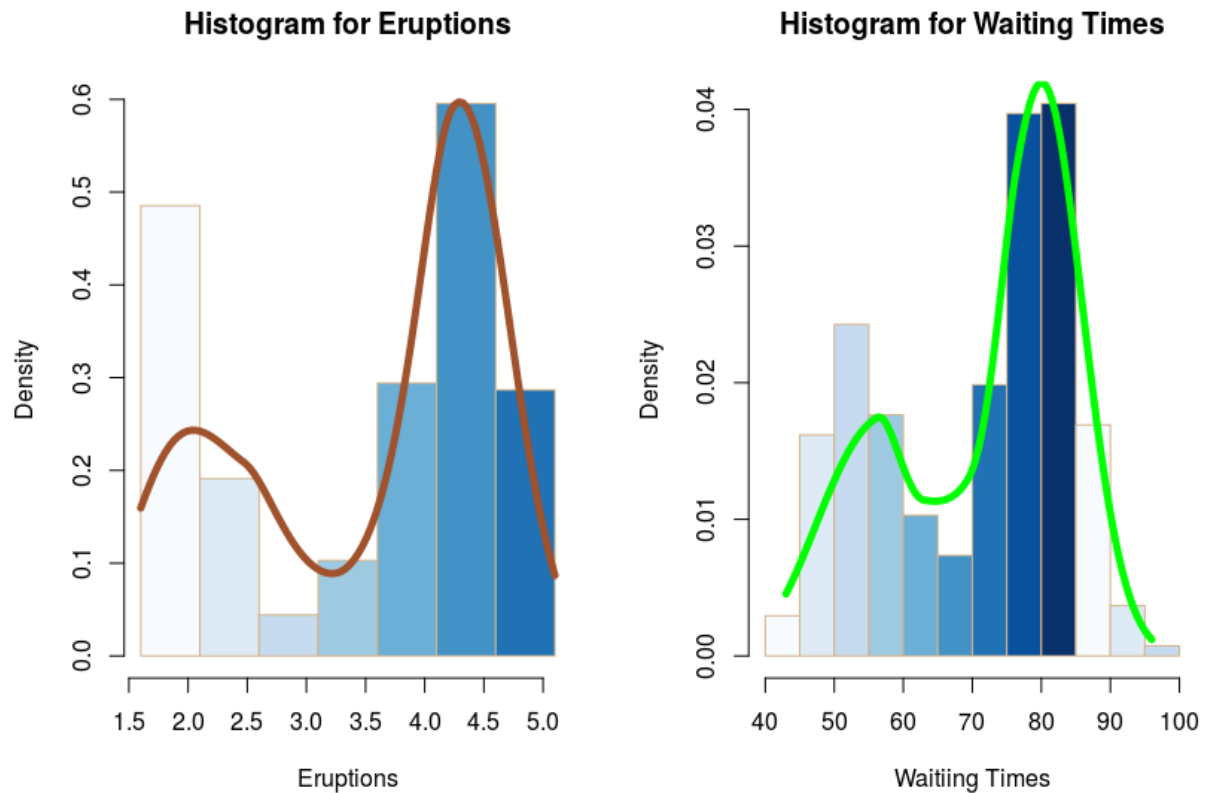 Histogram for Eruptions
Density
0.0 0.1 0.2 0.3 0.4 0.5 0.6
1.5 2.0 2.5 3.0 3.5 4.0 4.5 5.0
Eruptions
Histogram for Waiting Times
Density
0.00 0.01 0.02 0.03 0.04
40 50 60 70 80 90 100
Waitiing Times